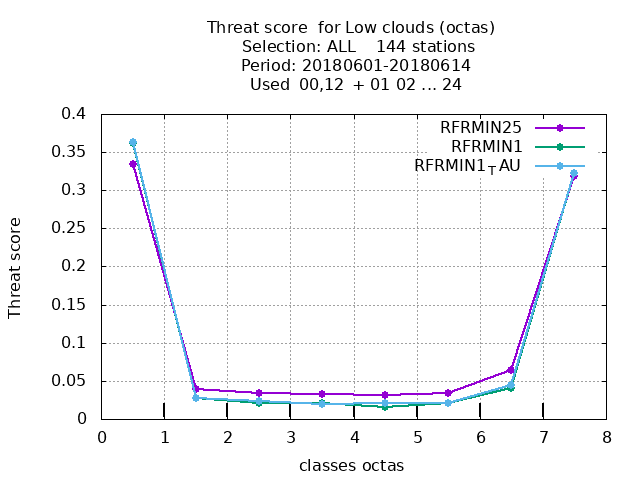 Threat score  for Low clouds (octas)
Selection: ALL    144 stations
Period: 20180601-20180614
Used  00,12  + 01 02 ... 24
RFRMIN25
RFRMIN1
RFRMIN1TAU
0.4
0.35
0.3
0.25
0.2
0.15
0.1
0.05
0
Threat score
0 1 2 3 4 5 6 7 8
classes octas